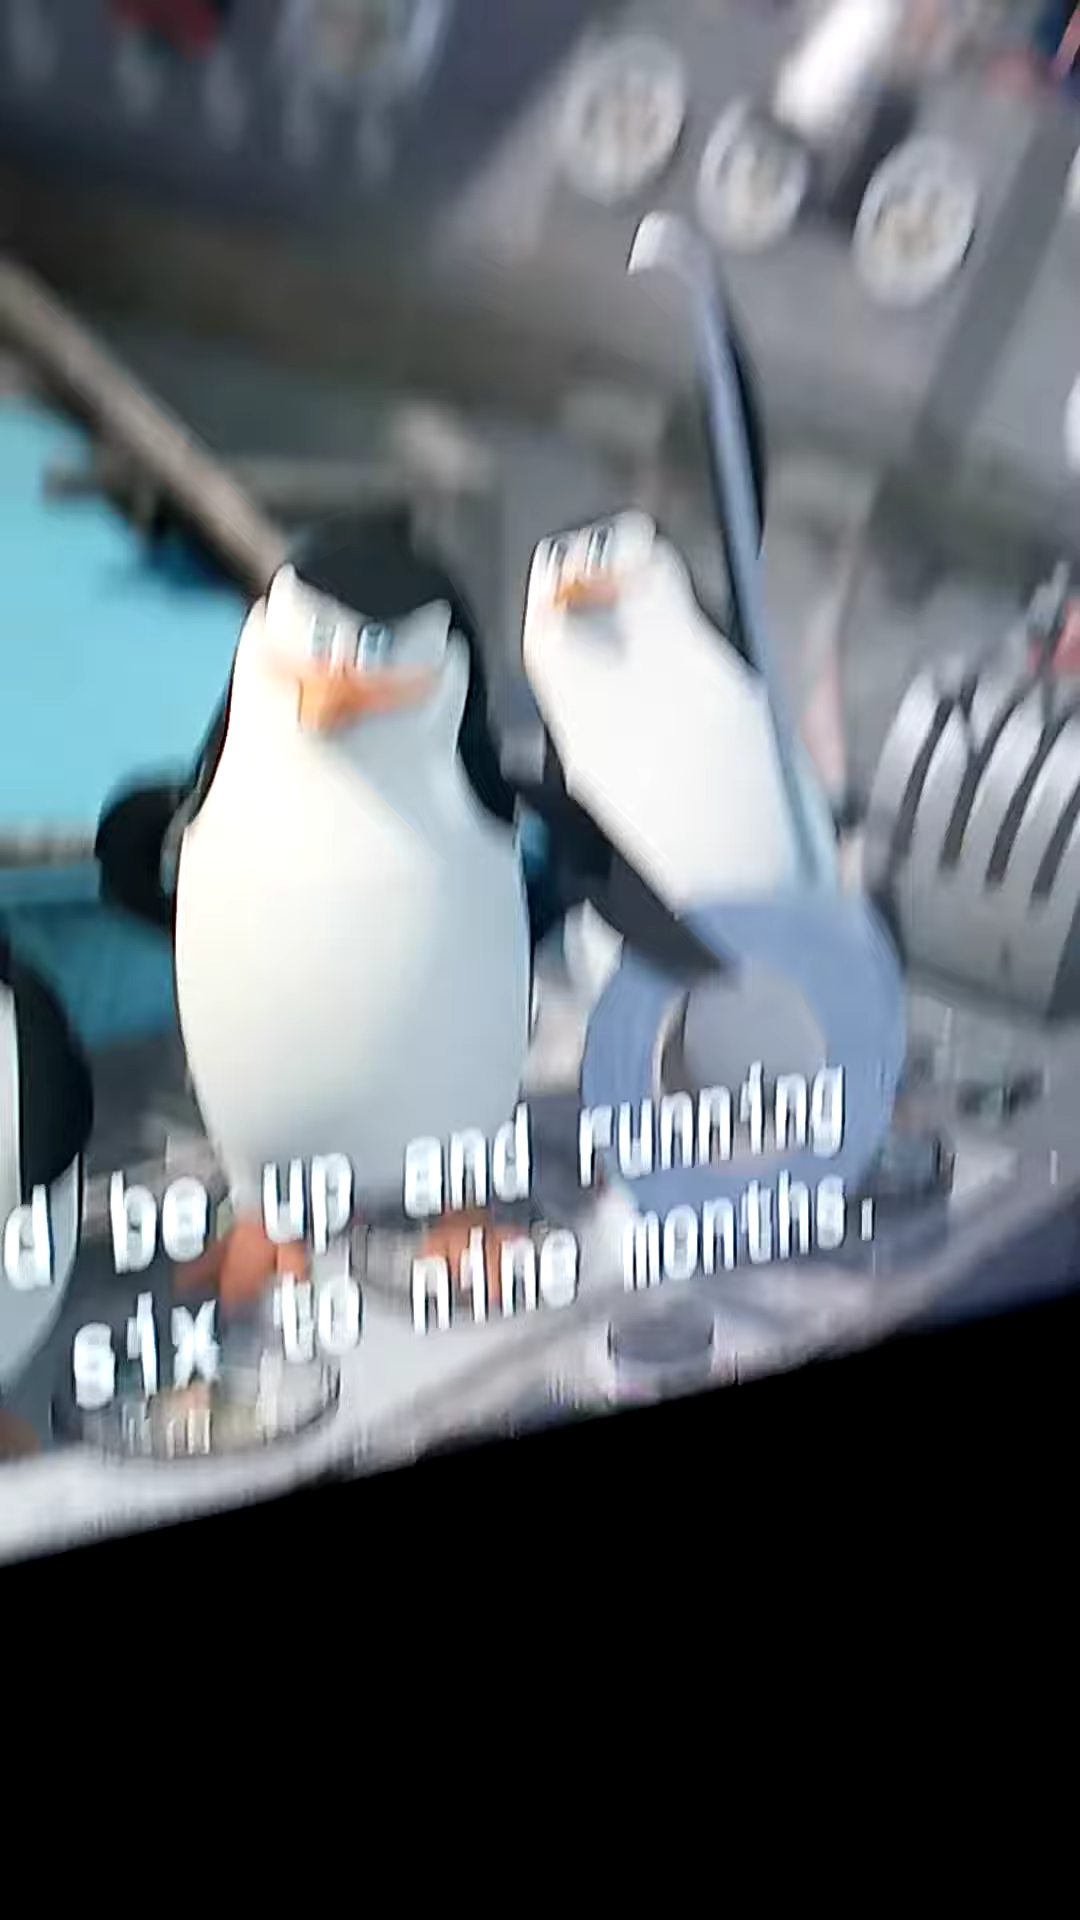 d be up and running
six to nine months.